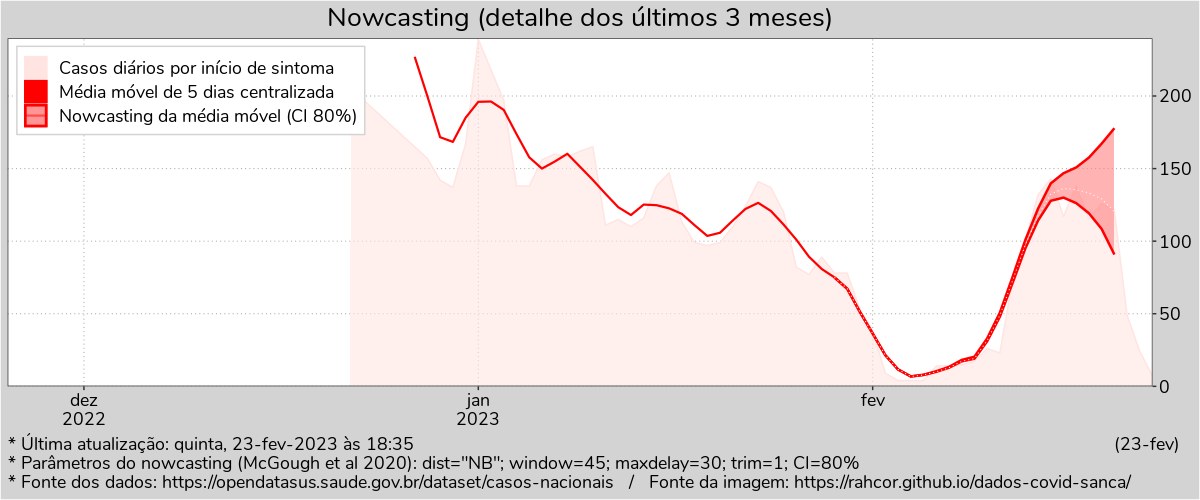 Nowcasting (detalhe dos últimos 3 meses)
Casos diários por início de sintoma
Média móvel de 5 dias centralizada
Nowcasting da média móvel (CI 80%)
200
150
100
50
0
dez
2022
jan
2023
fev
* Última atualização: quinta, 23-fev-2023 às 18:35
(23-fev)
* Parâmetros do nowcasting (McGough et al 2020): dist="NB"; window=45; maxdelay=30; trim=1; CI=80%
* Fonte dos dados: https://opendatasus.saude.gov.br/dataset/casos-nacionais / Fonte da imagem: https://rahcor.github.io/dados-covid-sanca/